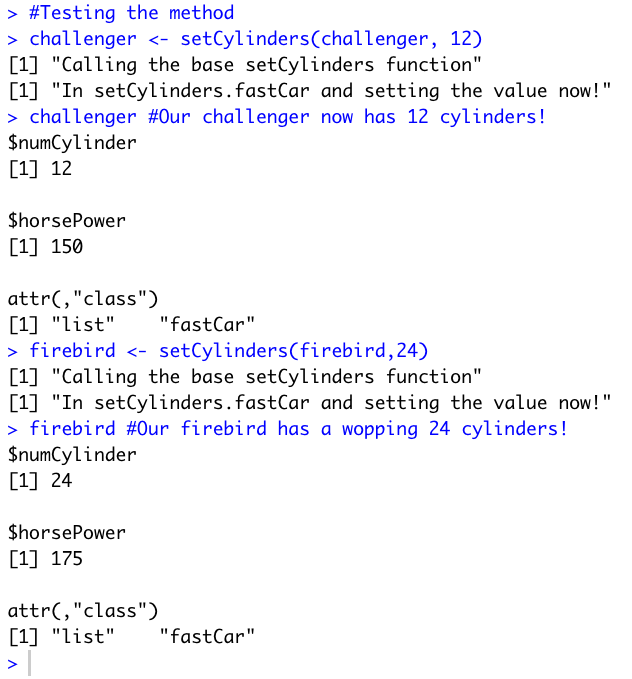 > #Testing the method
> challenger <- setCylinders(challenger, 12)
[1] "Calling the base setCylinders function"
[1] "In setCylinders.fastCar and setting the value now!"
> challenger #Our challenger now has 12 cylinders!
$numCylinder
[1] 12
$horsePower
[1] 150
attr(,"class")
[1] "list"    "fastCar"
> firebird <- setCylinders(firebird,24)
[1] "Calling the base setCylinders function"
[1] "In setCylinders.fastCar and setting the value now!"
> firebird #Our firebird has a wopping 24 cylinders!
$numCylinder
[1] 24
$horsePower
[1] 175
attr(,"class")
[1] "list"    "fastCar"
>